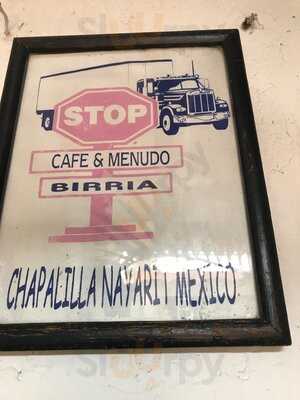 STOP
CAFE & MENUDO
BIRRIA
CHAPALILLA NAYARIT MEXICO